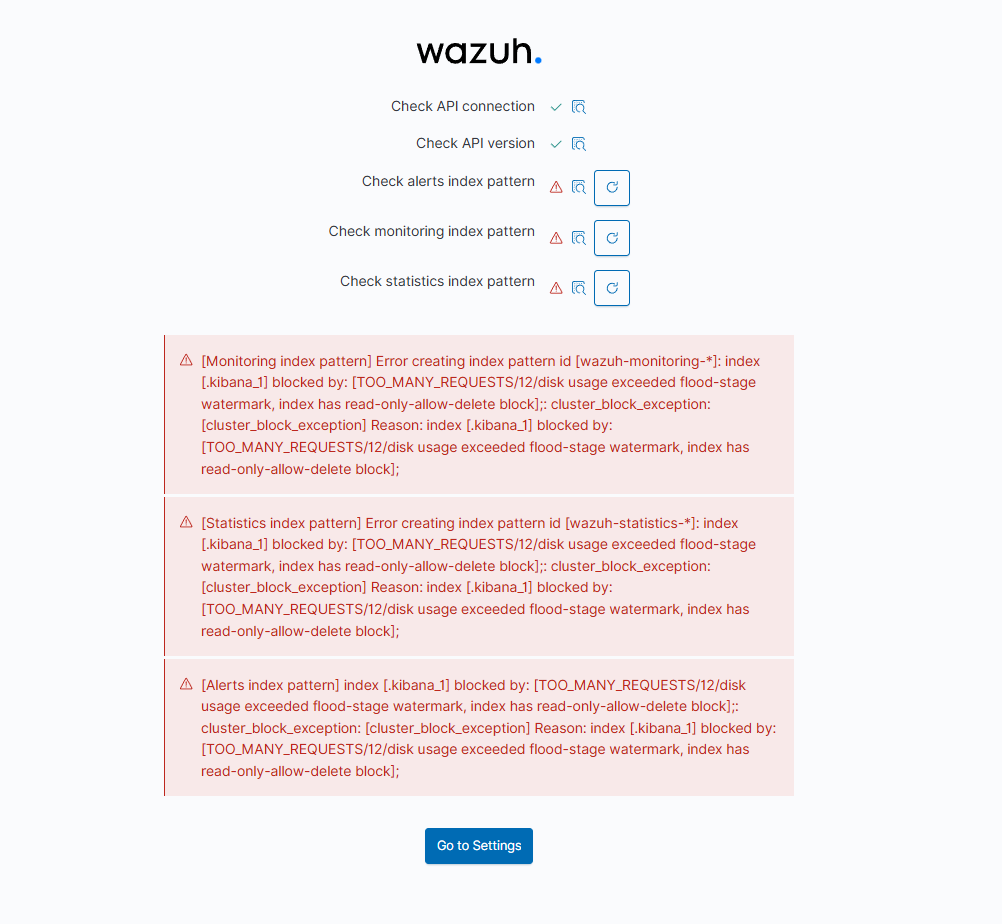 wazuh.
Check API connection
Check API version
Check alerts index pattern
Check monitoring index pattern
Check statistics index pattern
[Monitoring index pattern] Error creating index pattern id [wazuh-monitoring-*]: index
[.kibana_1] blocked by: [TOO_MANY_REQUESTS/12/disk usage exceeded flood-stage
watermark, index has read-only-allow-delete block];: cluster_block_exception:
[cluster_block_exception] Reason: index [.kibana_1] blocked by:
[TOO_MANY_REQUESTS/12/disk usage exceeded flood-stage watermark, index has
read-only-allow-delete block];
[Statistics index pattern] Error creating index pattern id [wazuh-statistics-*]: index
[.kibana_1] blocked by: [TOO_MANY_REQUESTS/12/disk usage exceeded flood-stage
watermark, index has read-only-allow-delete block];: cluster_block_exception:
[cluster_block_exception] Reason: index [.kibana_1] blocked by:
[TOO_MANY_REQUESTS/12/disk usage exceeded flood-stage watermark, index has
read-only-allow-delete block];
[Alerts index pattern] index [.kibana_1] blocked by: [TOO_MANY_REQUESTS/12/disk
usage exceeded flood-stage watermark, index has read-only-allow-delete block];:
cluster_block_exception: [cluster_block_exception] Reason: index [.kibana_1] blocked by:
[TOO_MANY_REQUESTS/12/disk usage exceeded flood-stage watermark, index has
read-only-allow-delete block];
Go to Settings